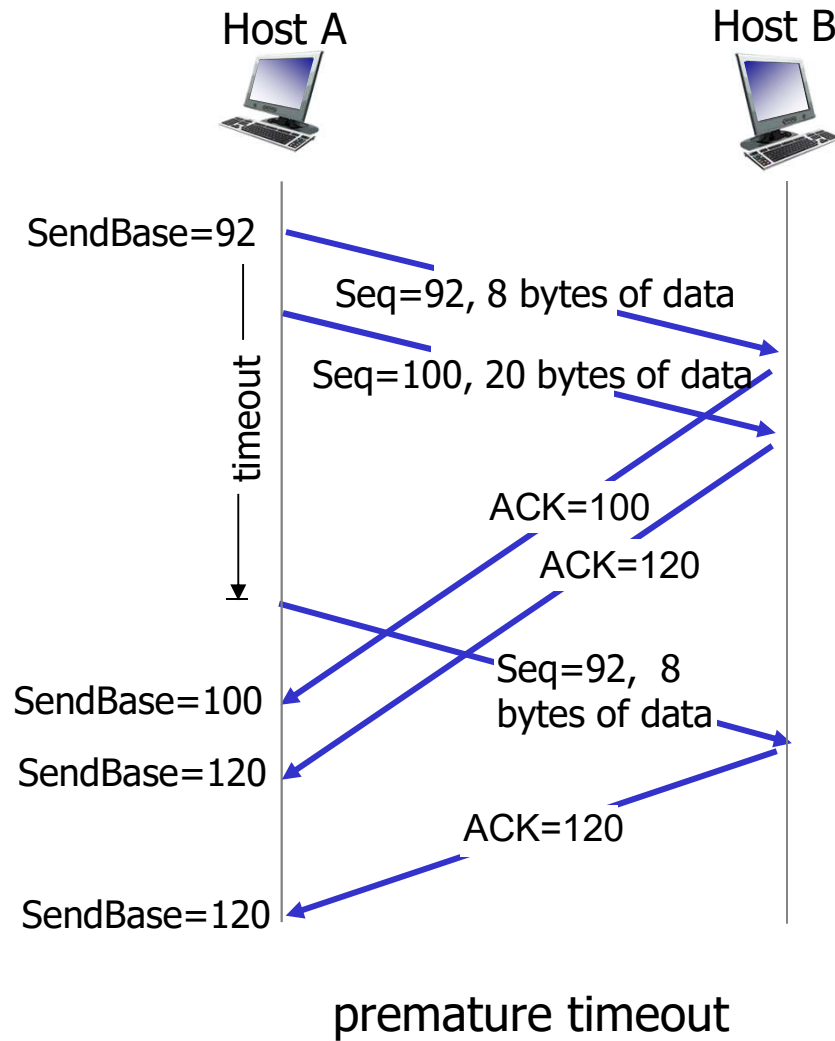 Host A
Host B
SendBase=92
Seq=92, 8 bytes of data
Seq=100, 20 bytes of data
timeout
ACK=100
ACK=120
Seq=92,  8
bytes of data
SendBase=100
SendBase=120
ACK=120
SendBase=120
premature timeout